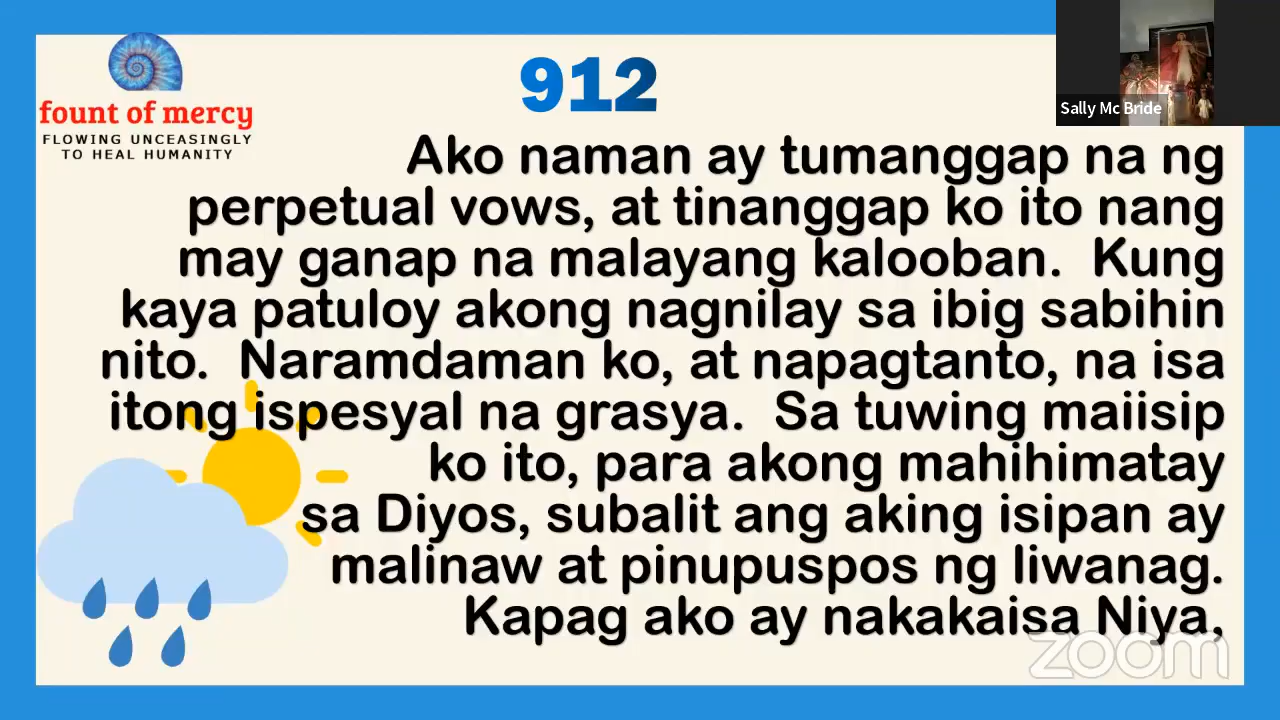 fount of mercy
FLOWING UNCEASINGLY
TO HEAL HUMANITY
912
Sally Mc Bride
Ako naman ay tumanggap na ng
perpetual vows, at tinanggap ko ito nang
may ganap na malayang kalooban. Kung
kaya patuloy akong nagnilay sa ibig sabihin
nito. Naramdaman ko, at napagtanto, na isa
itong ispesyal na grasya. Sa tuwing maiisip
ko ito, para akong mahihimatay
sa Diyos, subalit ang aking isipan ay
malinaw at pinupuspos ng liwanag.
Kapag ako ay nakakaisa Niya,
zoom